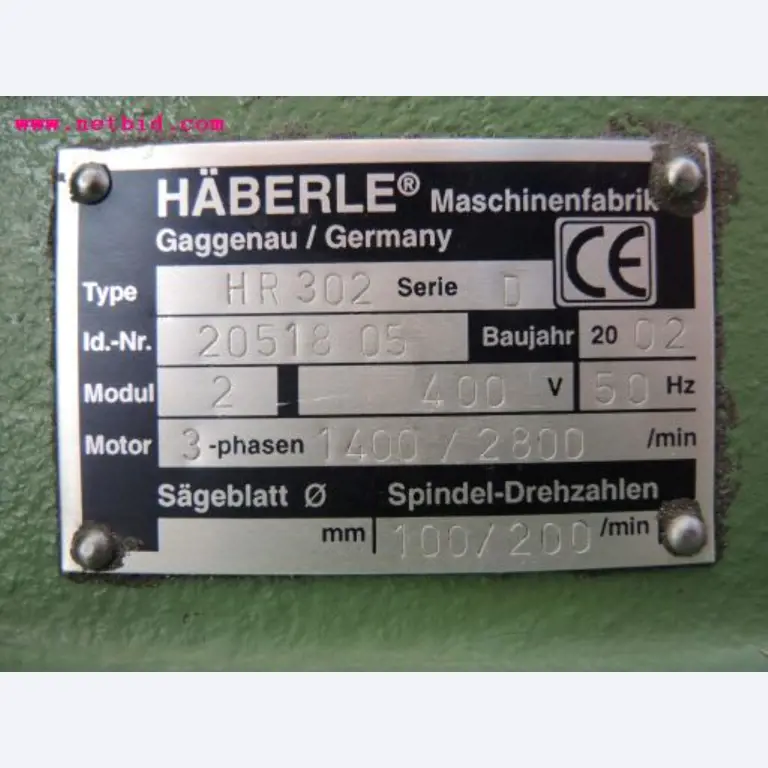 www.netbid.com
HÄBERLE® Maschinenfabrik
Gaggenau / Germany
CE
Type HR 302 Serie D
Id.-Nr. 20518 05 Baujahr 20 02
Modul 2 400 V 50 Hz
Motor 3-phasen 1400 / 2800 /min
Sägeblatt Ø Spindel-Drehzahlen
mm 100/200 /min